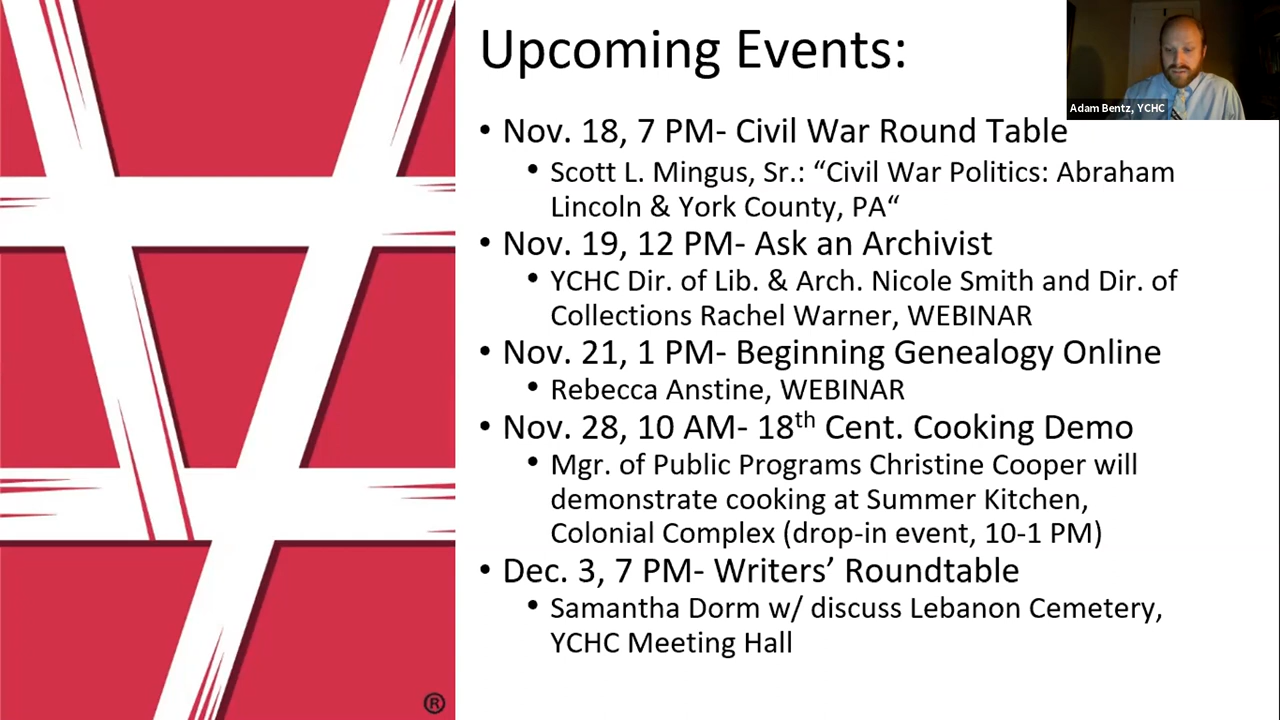 Upcoming Events:
Adam Bentz, YCHC
• Nov. 18, 7 PM- Civil War Round Table
• Scott L. Mingus, Sr.: “Civil War Politics: Abraham
Lincoln & York County, PA“
• Nov. 19, 12 PM- Ask an Archivist
• YCHC Dir. of Lib. & Arch. Nicole Smith and Dir. of
Collections Rachel Warner, WEBINAR
• Nov. 21, 1 PM- Beginning Genealogy Online
• Rebecca Anstine, WEBINAR
• Nov. 28, 10 AM- 18th Cent. Cooking Demo
• Mgr. of Public Programs Christine Cooper will
demonstrate cooking at Summer Kitchen,
Colonial Complex (drop-in event, 10-1 PM)
• Dec. 3, 7 PM- Writers’ Roundtable
• Samantha Dorm w/ discuss Lebanon Cemetery,
YCHC Meeting Hall
®